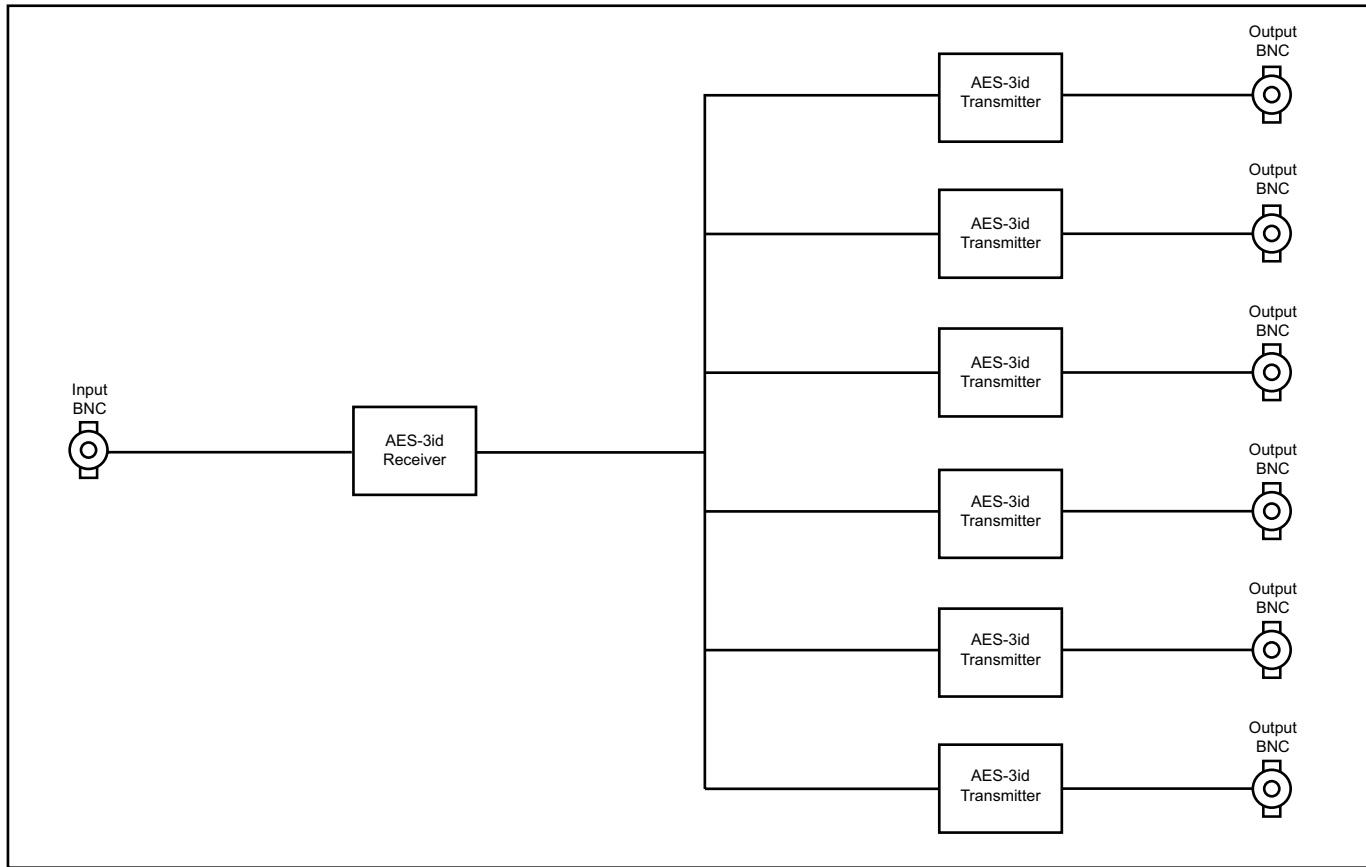 Input
BNC
AES-3id
Receiver
AES-3id
Transmitter
Output
BNC
AES-3id
Transmitter
Output
BNC
AES-3id
Transmitter
Output
BNC
AES-3id
Transmitter
Output
BNC
AES-3id
Transmitter
Output
BNC
AES-3id
Transmitter
Output
BNC